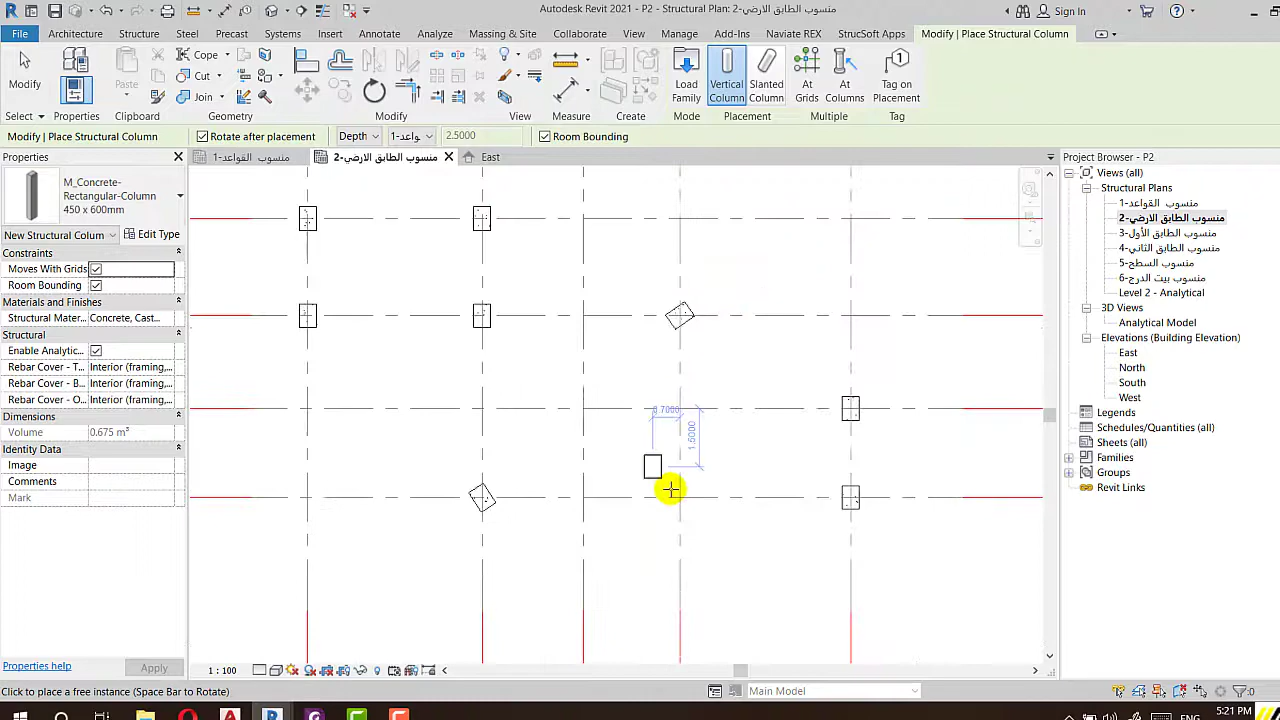 Autodesk Revit 2021 - P2 - Structural Plan: منسوب الطابق الارضي-2
Sign In
File Architecture Structure Steel Precast Systems Insert Annotate Analyze Massing & Site Collaborate View Manage Add-Ins Naviate REX StrucSoft Apps Modify | Place Structural Column
Modify Paste Cope Cut Join Load Family Vertical Column Slanted Column At Grids At Columns Tag on Placement
Select Properties Clipboard Geometry Modify View Measure Create Mode Placement Multiple Tag
Modify | Place Structural Column Rotate after placement Depth 2.5000 Room Bounding
Properties
منسوب القواعد-1
منسوب الطابق الارضي-2
East
Project Browser - P2
M_Concrete-
Rectangular-Column
450 x 600mm
New Structural Colum Edit Type
Constraints
Moves With Grids
Room Bounding
Materials and Finishes
Structural Mater... Concrete, Cast...
Structural
Enable Analytic...
Rebar Cover - T... Interior (framing,...
Rebar Cover - B... Interior (framing,...
Rebar Cover - O... Interior (framing,...
Dimensions
Volume 0.675 m³
Identity Data
Image
Comments
Mark
Properties help Apply
0.7000
1.6000
Views (all)
Structural Plans
منسوب القواعد-1
منسوب الطابق الارضي-2
منسوب الطابق الأول-3
منسوب الطابق الثاني-4
منسوب السطح-5
منسوب بيت الدرج-6
Level 2 - Analytical
3D Views
Analytical Model
Elevations (Building Elevation)
East
North
South
West
Legends
Schedules/Quantities (all)
Sheets (all)
Families
Groups
Revit Links
1 : 100
Click to place a free instance (Space Bar to Rotate)
Main Model
:0
ENG
5:21 PM